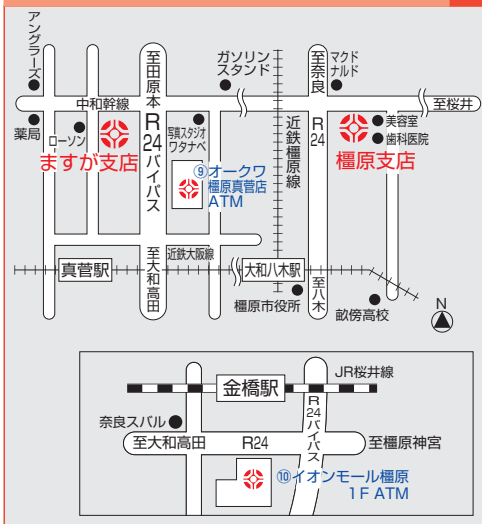 アングラーズ
至田原本
ガソリン
スタンド
至奈良
マクド
ナルド
中和幹線
至桜井
薬局
ローソン
ますが支店
R24バイパス
写真スタジオ
ワタナベ
⑨オークワ
橿原真菅店
ATM
近鉄橿原線
R24
美容室
歯科医院
橿原支店
至大和高田
近鉄大阪線
真菅駅
大和八木駅
橿原市役所
至八木
畝傍高校
N
JR桜井線
金橋駅
奈良スバル
至大和高田
R24
R24バイパス
至橿原神宮
⑩イオンモール橿原
1F ATM